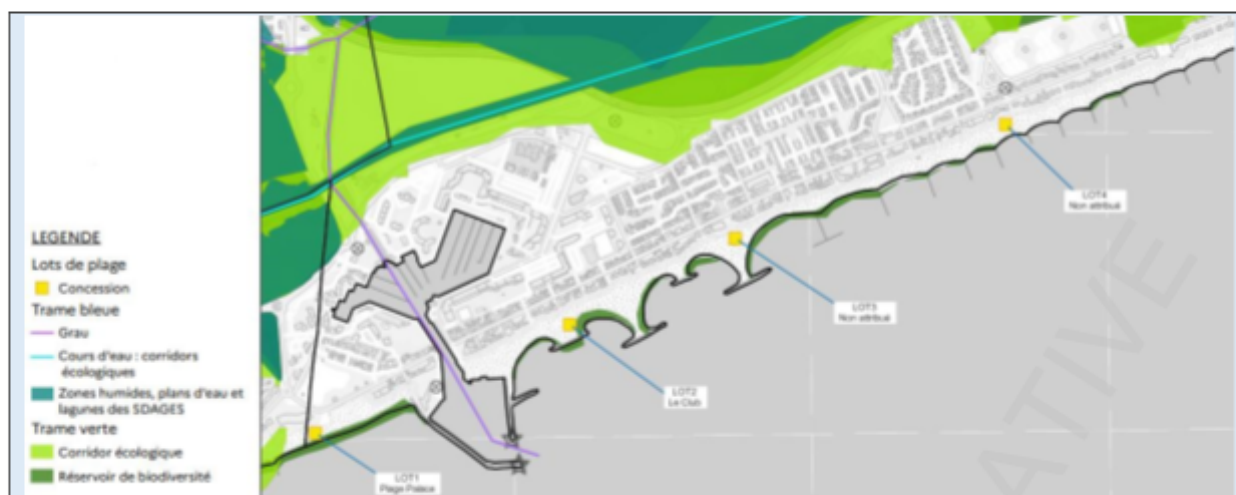 LEGENDE
Lots de plage
Concession
Trame bleue
Grau
Cours d'eau : corridors
écologiques
Zones humides, plans d'eau et
lagunes des SDAGES
Trame verte
Corridor écologique
Réservoir de biodiversité
LOT1
Plage Palace
LOT2
Le Club
LOT3
Non attribué
LOT4
Non attribué
ATIVE